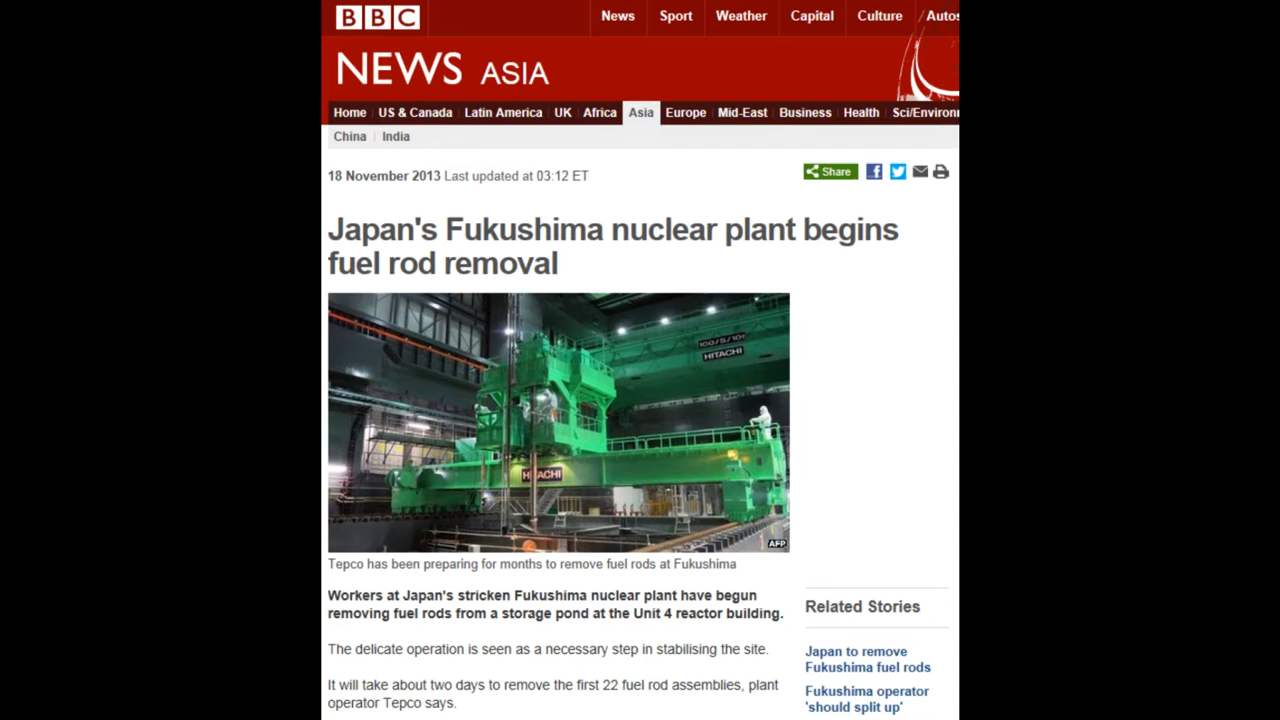 BBC
News Sport Weather Capital Culture Autos
NEWS ASIA
Home US & Canada Latin America UK Africa Asia Europe Mid-East Business Health Sci/Environ
China India
18 November 2013 Last updated at 03:12 ET
Share
Japan's Fukushima nuclear plant begins
fuel rod removal
100/5/10t
HITACHI
HITACHI
AFP
Tepco has been preparing for months to remove fuel rods at Fukushima
Workers at Japan's stricken Fukushima nuclear plant have begun
removing fuel rods from a storage pond at the Unit 4 reactor building.
The delicate operation is seen as a necessary step in stabilising the site.
It will take about two days to remove the first 22 fuel rod assemblies, plant
operator Tepco says.
Related Stories
Japan to remove
Fukushima fuel rods
Fukushima operator
'should split up'